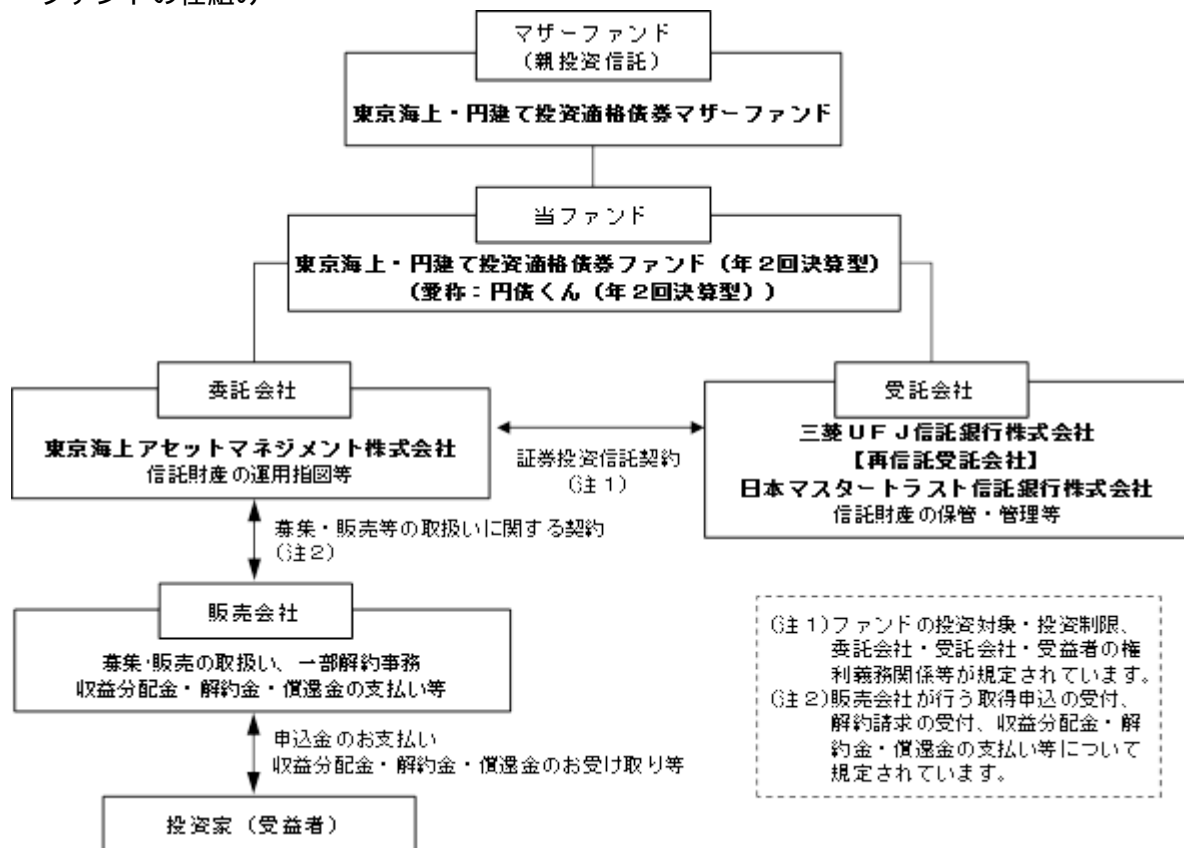 ファンドの仕組み
マザーファンド
（親投資信託）
東京海上・円建て投資適格債券マザーファンド
当ファンド
東京海上・円建て投資適格債券ファンド（年２回決算型）
（愛称：円債くん（年２回決算型））
委託会社
東京海上アセットマネジメント株式会社
信託財産の運用指図等
証券投資信託契約
（注１）
受託会社
三菱ＵＦＪ信託銀行株式会社
【再信託受託会社】
日本マスタートラスト信託銀行株式会社
信託財産の保管・管理等
募集・販売等の取扱いに関する契約
（注２）
販売会社
募集・販売の取扱い、一部解約事務
収益分配金・解約金・償還金の支払い等
申込金のお支払い
収益分配金・解約金・償還金のお受け取り等
投資家（受益者）
（注１）ファンドの投資対象・投資制限、
委託会社・受託会社・受益者の権
利義務関係等が規定されています。
（注２）販売会社が行う取得申込の受付、
解約請求の受付、収益分配金・解
約金・償還金の支払い等について
規定されています。